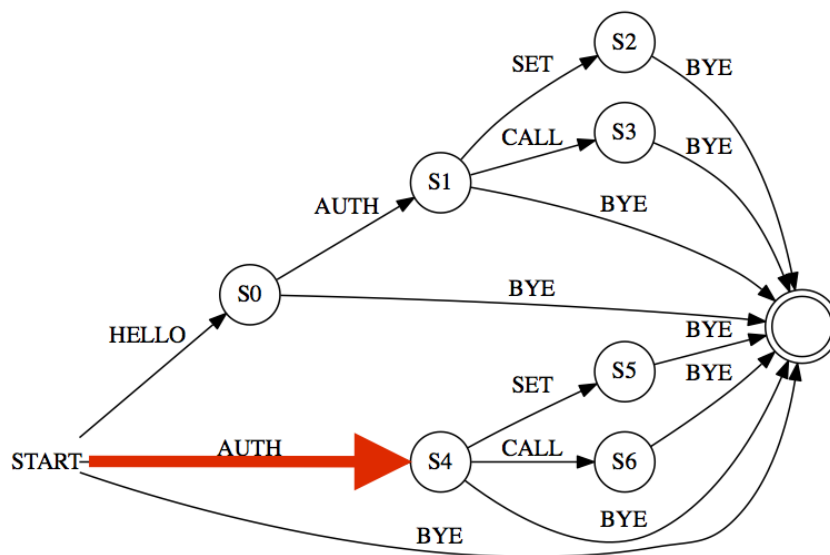 S2
SET
BYE
CALL
S3
BYE
S1
AUTH
BYE
S0
BYE
HELLO
BYE
SET
S5
BYE
START
AUTH
S4
CALL
S6
BYE
BYE